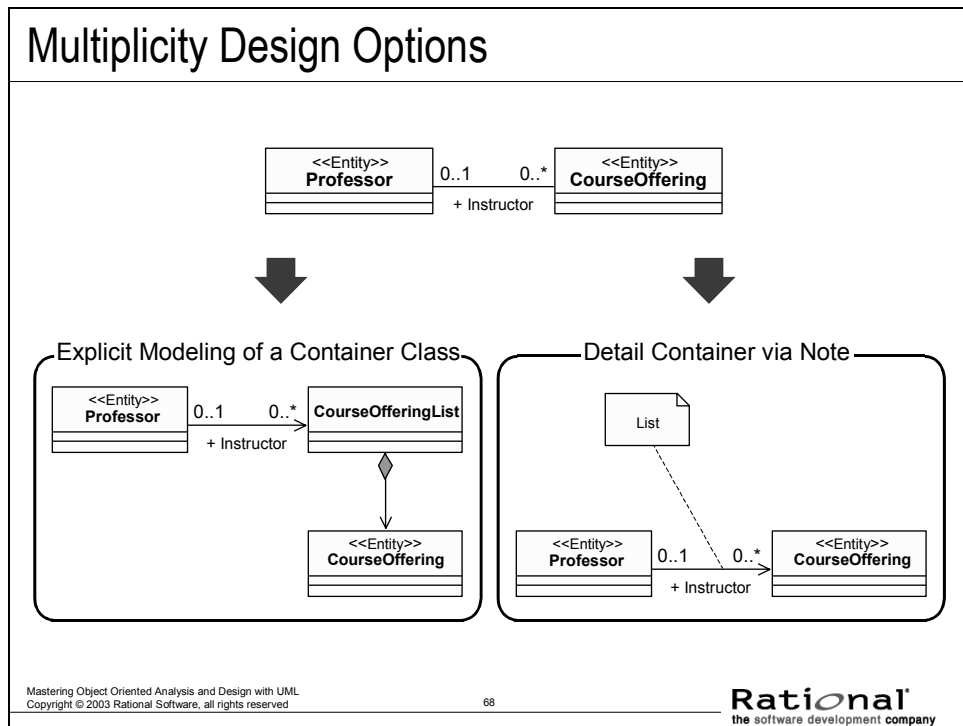 Multiplicity Design Options
<<Entity>>
Professor
0..1
0..*
+ Instructor
<<Entity>>
CourseOffering
Explicit Modeling of a Container Class
<<Entity>>
Professor
0..1
0..*
+ Instructor
CourseOfferingList
<<Entity>>
CourseOffering
Detail Container via Note
List
<<Entity>>
Professor
0..1
0..*
+ Instructor
<<Entity>>
CourseOffering
Mastering Object Oriented Analysis and Design with UML
Copyright © 2003 Rational Software, all rights reserved
68
Rational
the software development company